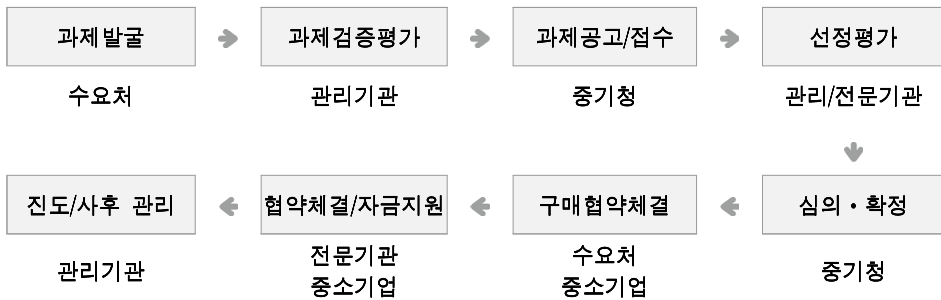 과제발굴
수요처
과제검증평가
관리기관
과제공고/접수
중기청
선정평가
관리/전문기관
심의·확정
중기청
구매협약체결
수요처
중소기업
협약체결/자금지원
전문기관
중소기업
진도/사후 관리
관리기관